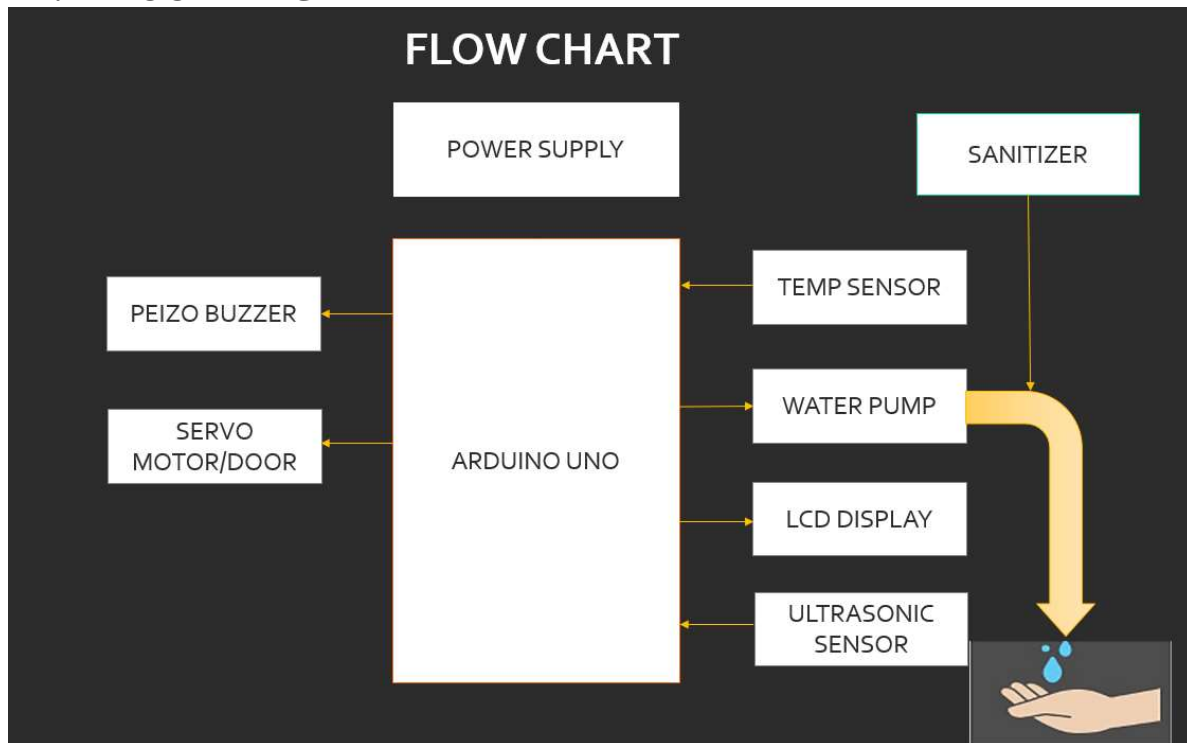 FLOW CHART
POWER SUPPLY
SANITIZER
TEMP SENSOR
PEIZO BUZZER
WATER PUMP
SERVO
MOTOR/DOOR
ARDUINO UNO
LCD DISPLAY
ULTRASONIC
SENSOR